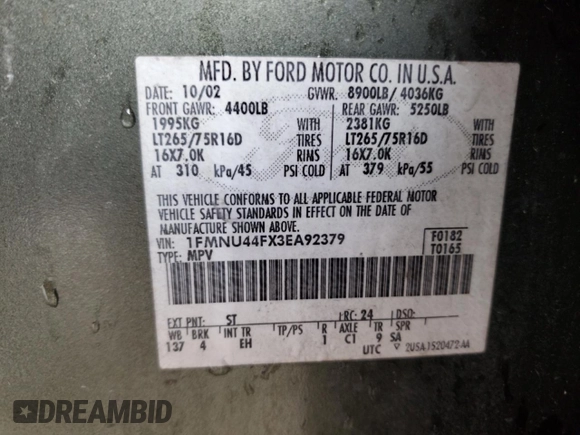 MFD. BY FORD MOTOR CO. IN U.S.A.
DATE: 10/02 GVWR: 8900LB/ 4036KG
FRONT GAWR: 4400LB REAR GAWR: 5250LB
1995KG WITH 2381KG WITH
LT265/75R16D TIRES LT265/75R16D TIRES
16X7.0K RIMS 16X7.0K RIMS
AT 310 kPa/45 PSI COLD AT 379 kPa/55 PSI COLD
THIS VEHICLE CONFORMS TO ALL APPLICABLE FEDERAL MOTOR
VEHICLE SAFETY STANDARDS IN EFFECT ON THE DATE OF
MANUFACTURE SHOWN ABOVE.
VIN: 1FMNU44FX3EA92379 F0182
TYPE: MPV T0165
EXT PNT: ST RC: 24 DSO:
WB BRK INT TR TP/PS R AXLE TR SPR
137 4 EH 1 C1 9 SA
UTC 2USA1S20472AA
DREAMBID